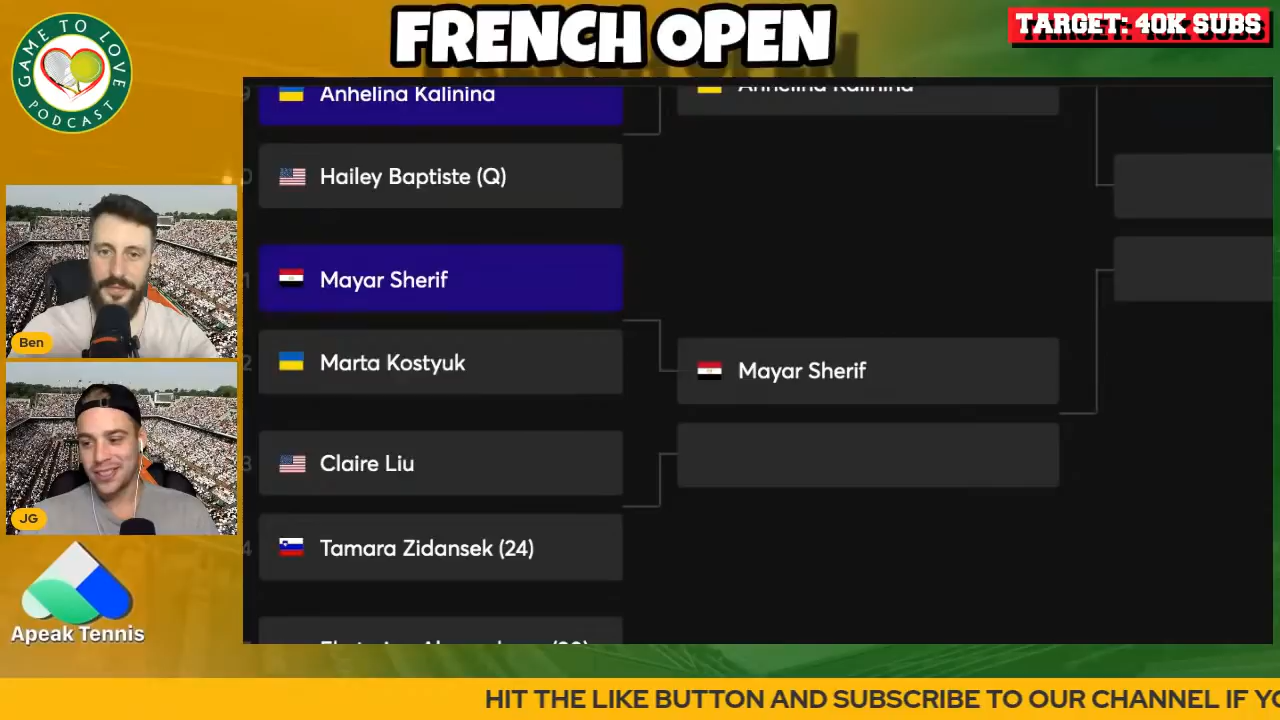 FRENCH OPEN
TARGET: 40K SUBS
GAME TO LOVE
PODCAST
Anhelina Kalinina
Anhelina Kalinina
Hailey Baptiste (Q)
Mayar Sherif
Marta Kostyuk
Mayar Sherif
Claire Liu
Tamara Zidansek (24)
Ben
JG
Apeak Tennis
HIT THE LIKE BUTTON AND SUBSCRIBE TO OUR CHANNEL IF